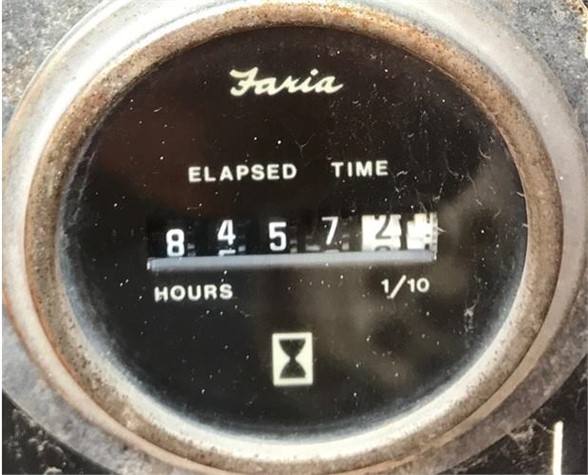 Faria
ELAPSED TIME
8 4 5 7 2
HOURS 1/10